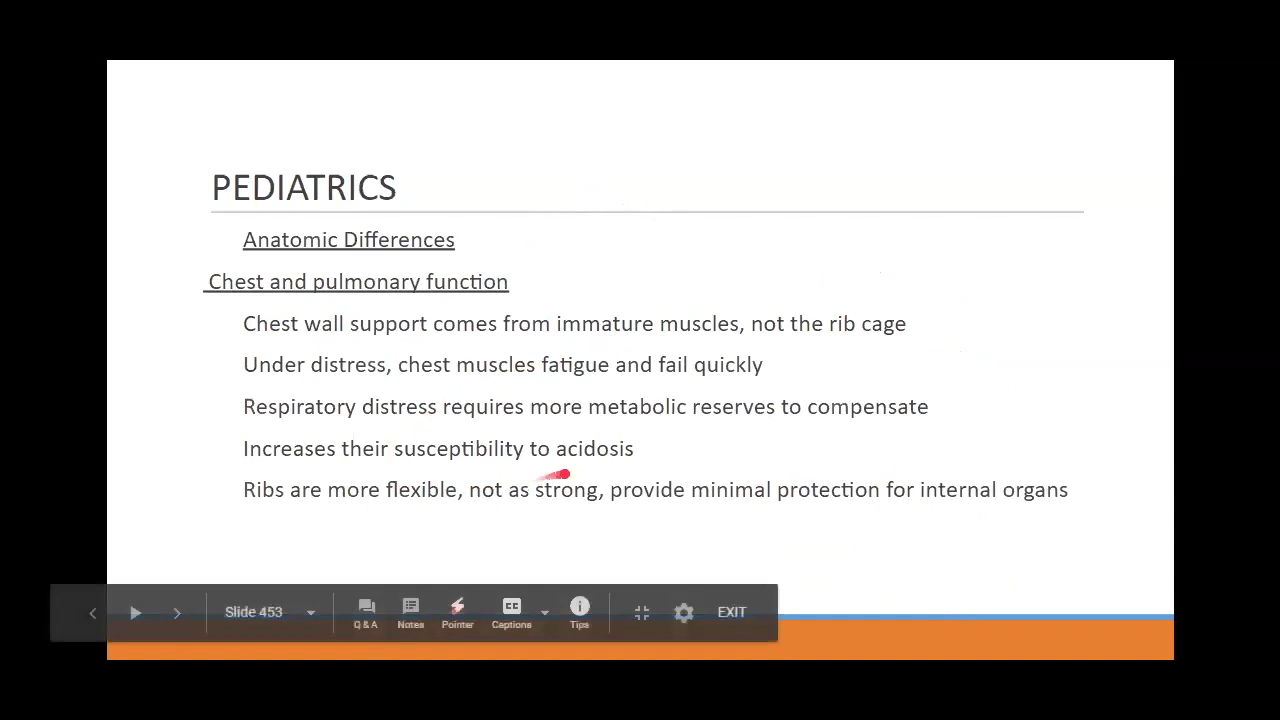 PEDIATRICS
Anatomic Differences
Chest and pulmonary function
Chest wall support comes from immature muscles, not the rib cage
Under distress, chest muscles fatigue and fail quickly
Respiratory distress requires more metabolic reserves to compensate
Increases their susceptibility to acidosis
Ribs are more flexible, not as strong, provide minimal protection for internal organs
Slide 453
Q & A
Notes
Pointer
CC
Captions
Tips
EXIT